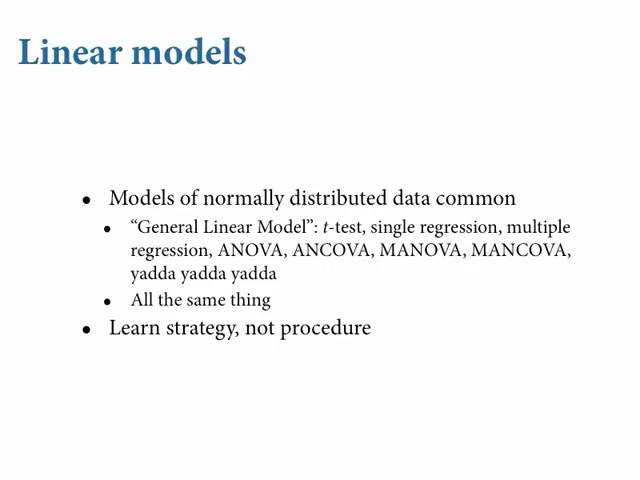 Linear models
• Models of normally distributed data common
• “General Linear Model”: t-test, single regression, multiple
regression, ANOVA, ANCOVA, MANOVA, MANCOVA,
yadda yadda yadda
• All the same thing
• Learn strategy, not procedure